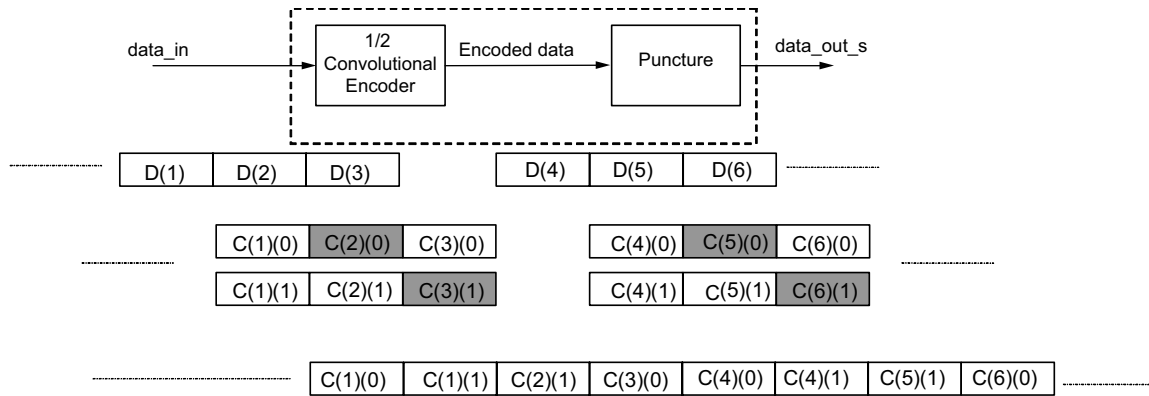 data_in
1/2
Convolutional
Encoder
Encoded data
Puncture
data_out_s
D(1) D(2) D(3) D(4) D(5) D(6)
C(1)(0) C(2)(0) C(3)(0) C(4)(0) C(5)(0) C(6)(0)
C(1)(1) C(2)(1) C(3)(1) C(4)(1) C(5)(1) C(6)(1)
C(1)(0) C(1)(1) C(2)(1) C(3)(0) C(4)(0) C(4)(1) C(5)(1) C(6)(0)